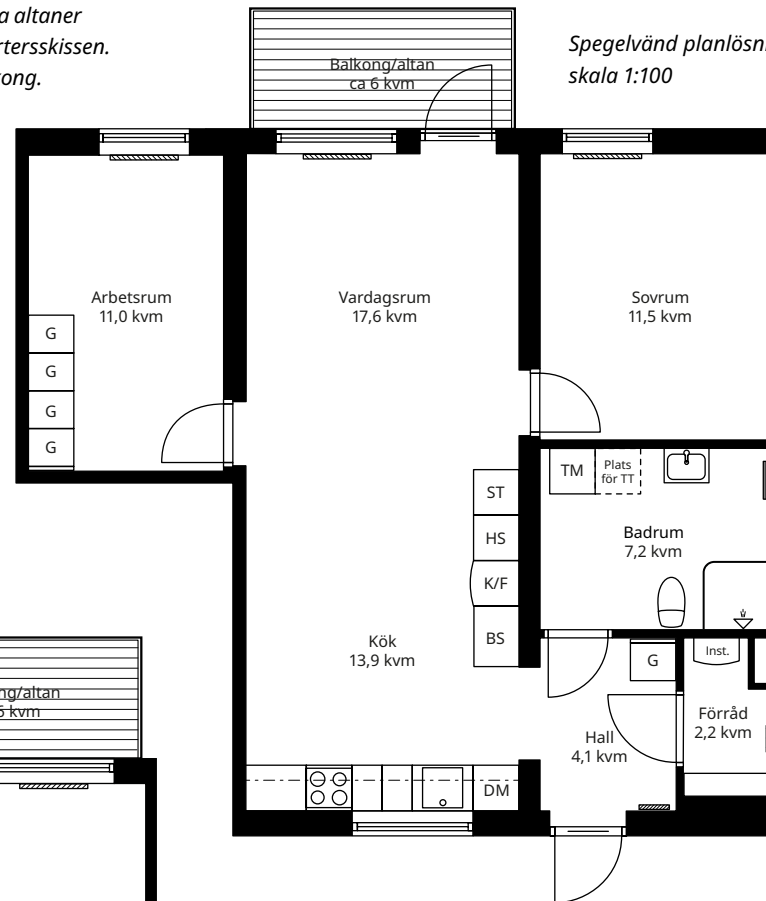 a altaner
rtersskissen.
ong.
Spegelvänd
skala 1:100
Balkong/altan
ca 6 kvm
Arbetsrum
11,0 kvm
Vardagsrum
17,6 kvm
Sovrum
11,5 kvm
G
G
G
G
TM
Plats
för TT
ST
HS
K/F
BS
Badrum
7,2 kvm
Kök
13,9 kvm
G
Inst.
Hall
4,1 kvm
Förråd
2,2 kvm
DM
ng/altan
kvm